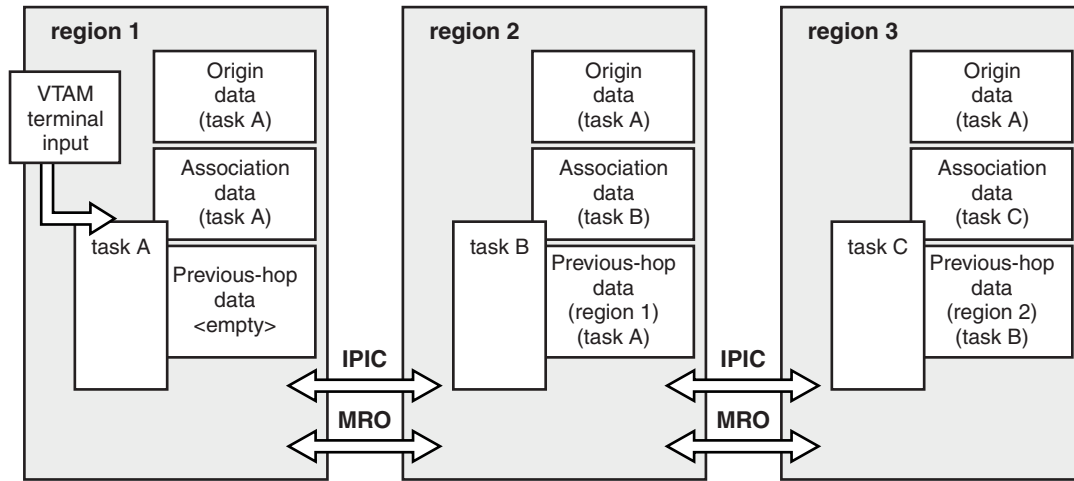 region 1
VTAM
terminal
input
Origin
data
(task A)
Association
data
(task A)
task A
Previous-hop
data
<empty>
IPIC
MRO
region 2
Origin
data
(task A)
Association
data
(task B)
task B
Previous-hop
data
(region 1)
(task A)
IPIC
MRO
region 3
Origin
data
(task A)
Association
data
(task C)
task C
Previous-hop
data
(region 2)
(task B)